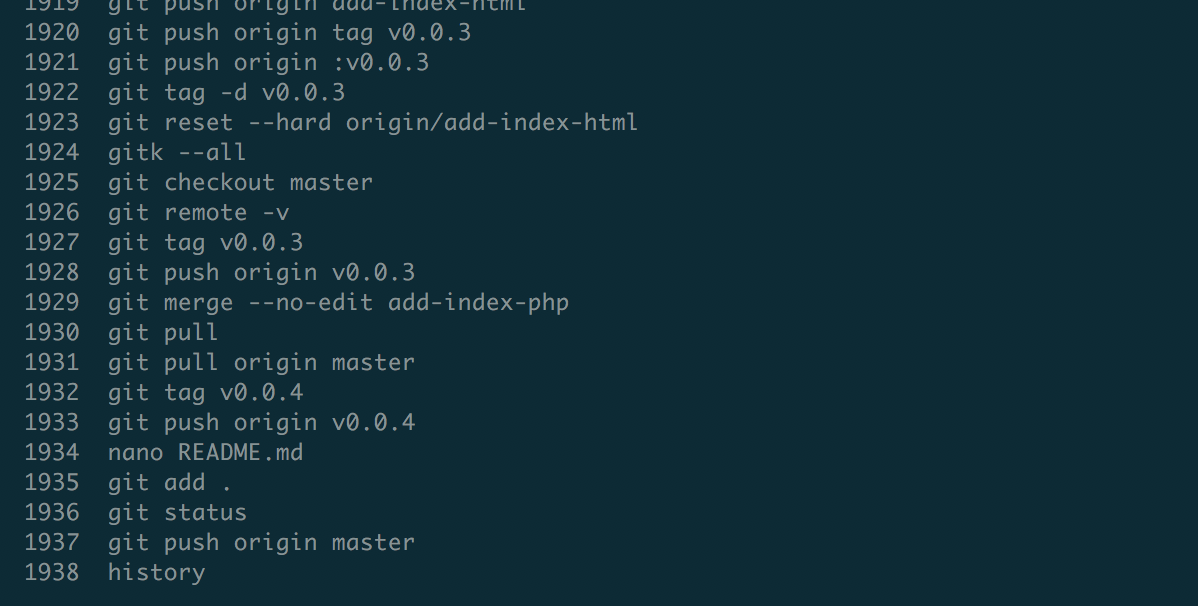 1919  git push origin add-index-html
1920  git push origin tag v0.0.3
1921  git push origin :v0.0.3
1922  git tag -d v0.0.3
1923  git reset --hard origin/add-index-html
1924  gitk --all
1925  git checkout master
1926  git remote -v
1927  git tag v0.0.3
1928  git push origin v0.0.3
1929  git merge --no-edit add-index-php
1930  git pull
1931  git pull origin master
1932  git tag v0.0.4
1933  git push origin v0.0.4
1934  nano README.md
1935  git add .
1936  git status
1937  git push origin master
1938  history